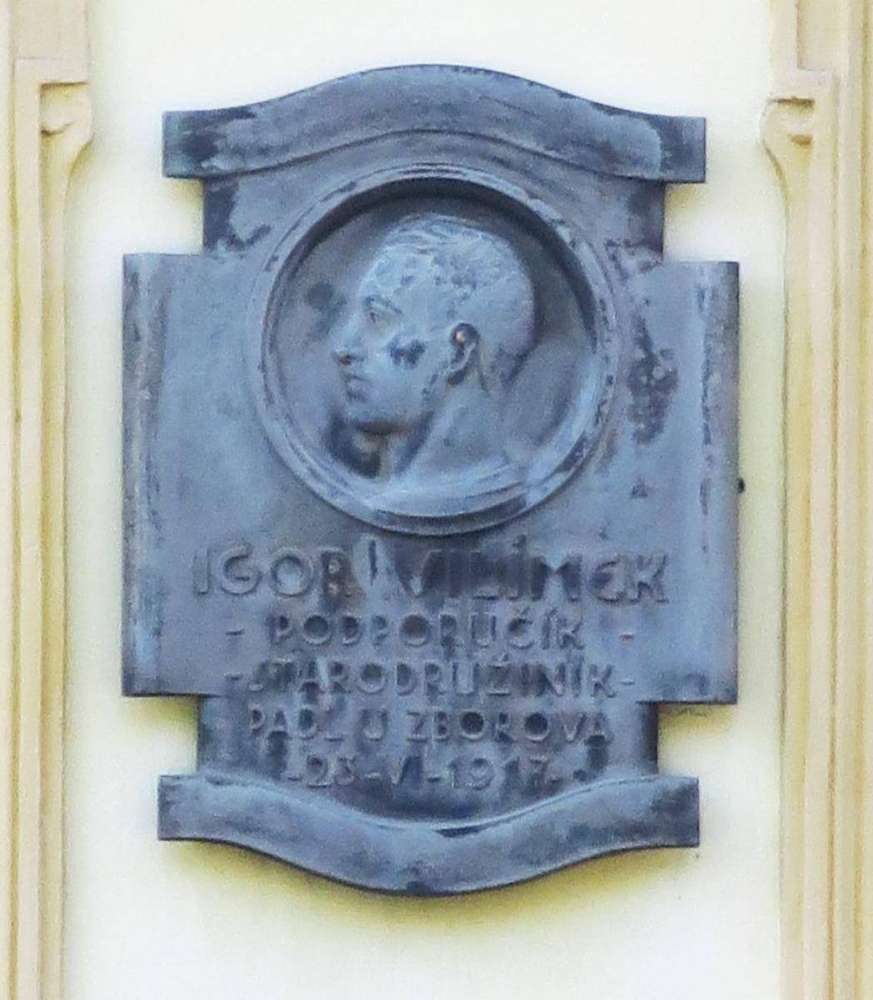 IGOR VILÍMEK
- PODPORUČÍK -
- STARODRUŽINÍK -
PADL U ZBOROVA
-23-VI-1917-